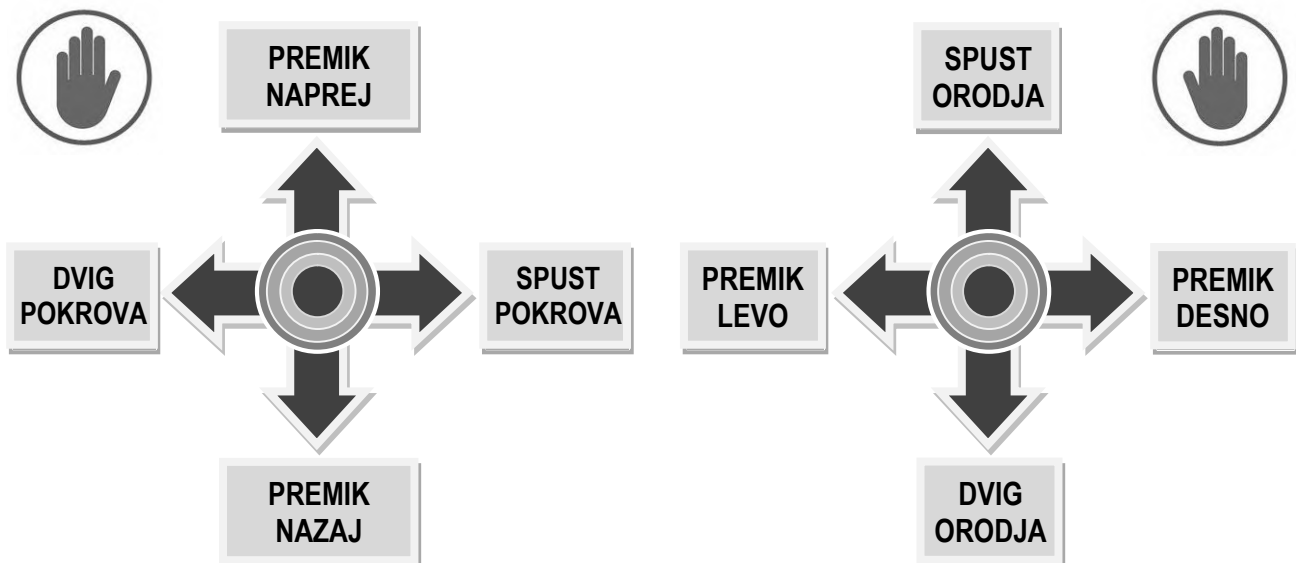 PREMIK
NAPREJ
DVIG
POKROVA
SPUST
POKROVA
PREMIK
NAZAJ
SPUST
ORODJA
PREMIK
LEVO
PREMIK
DESNO
DVIG
ORODJA